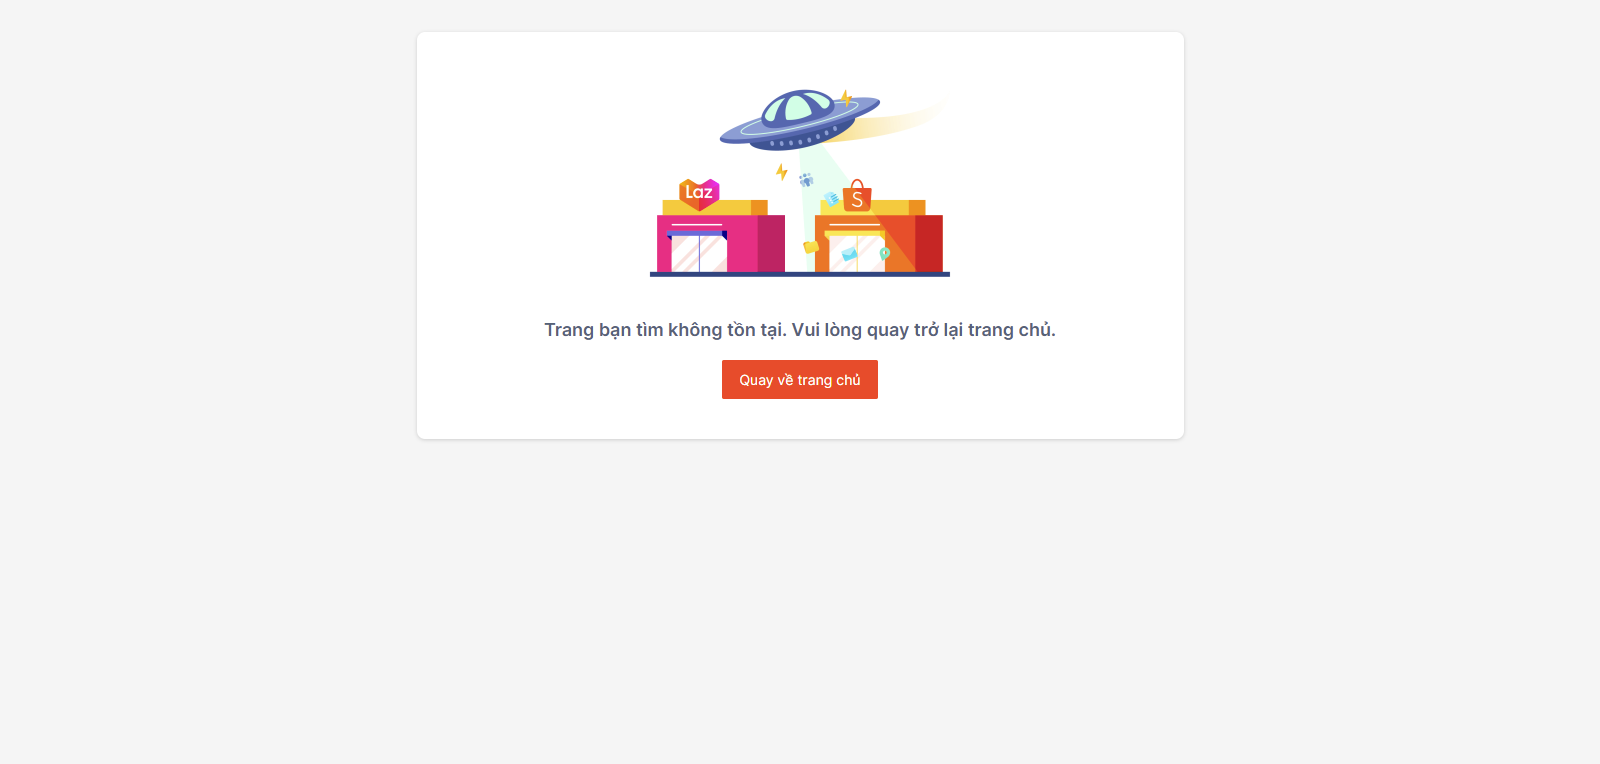 Laz
S
Trang bạn tìm không tồn tại. Vui lòng quay trở lại trang chủ.
Quay về trang chủ